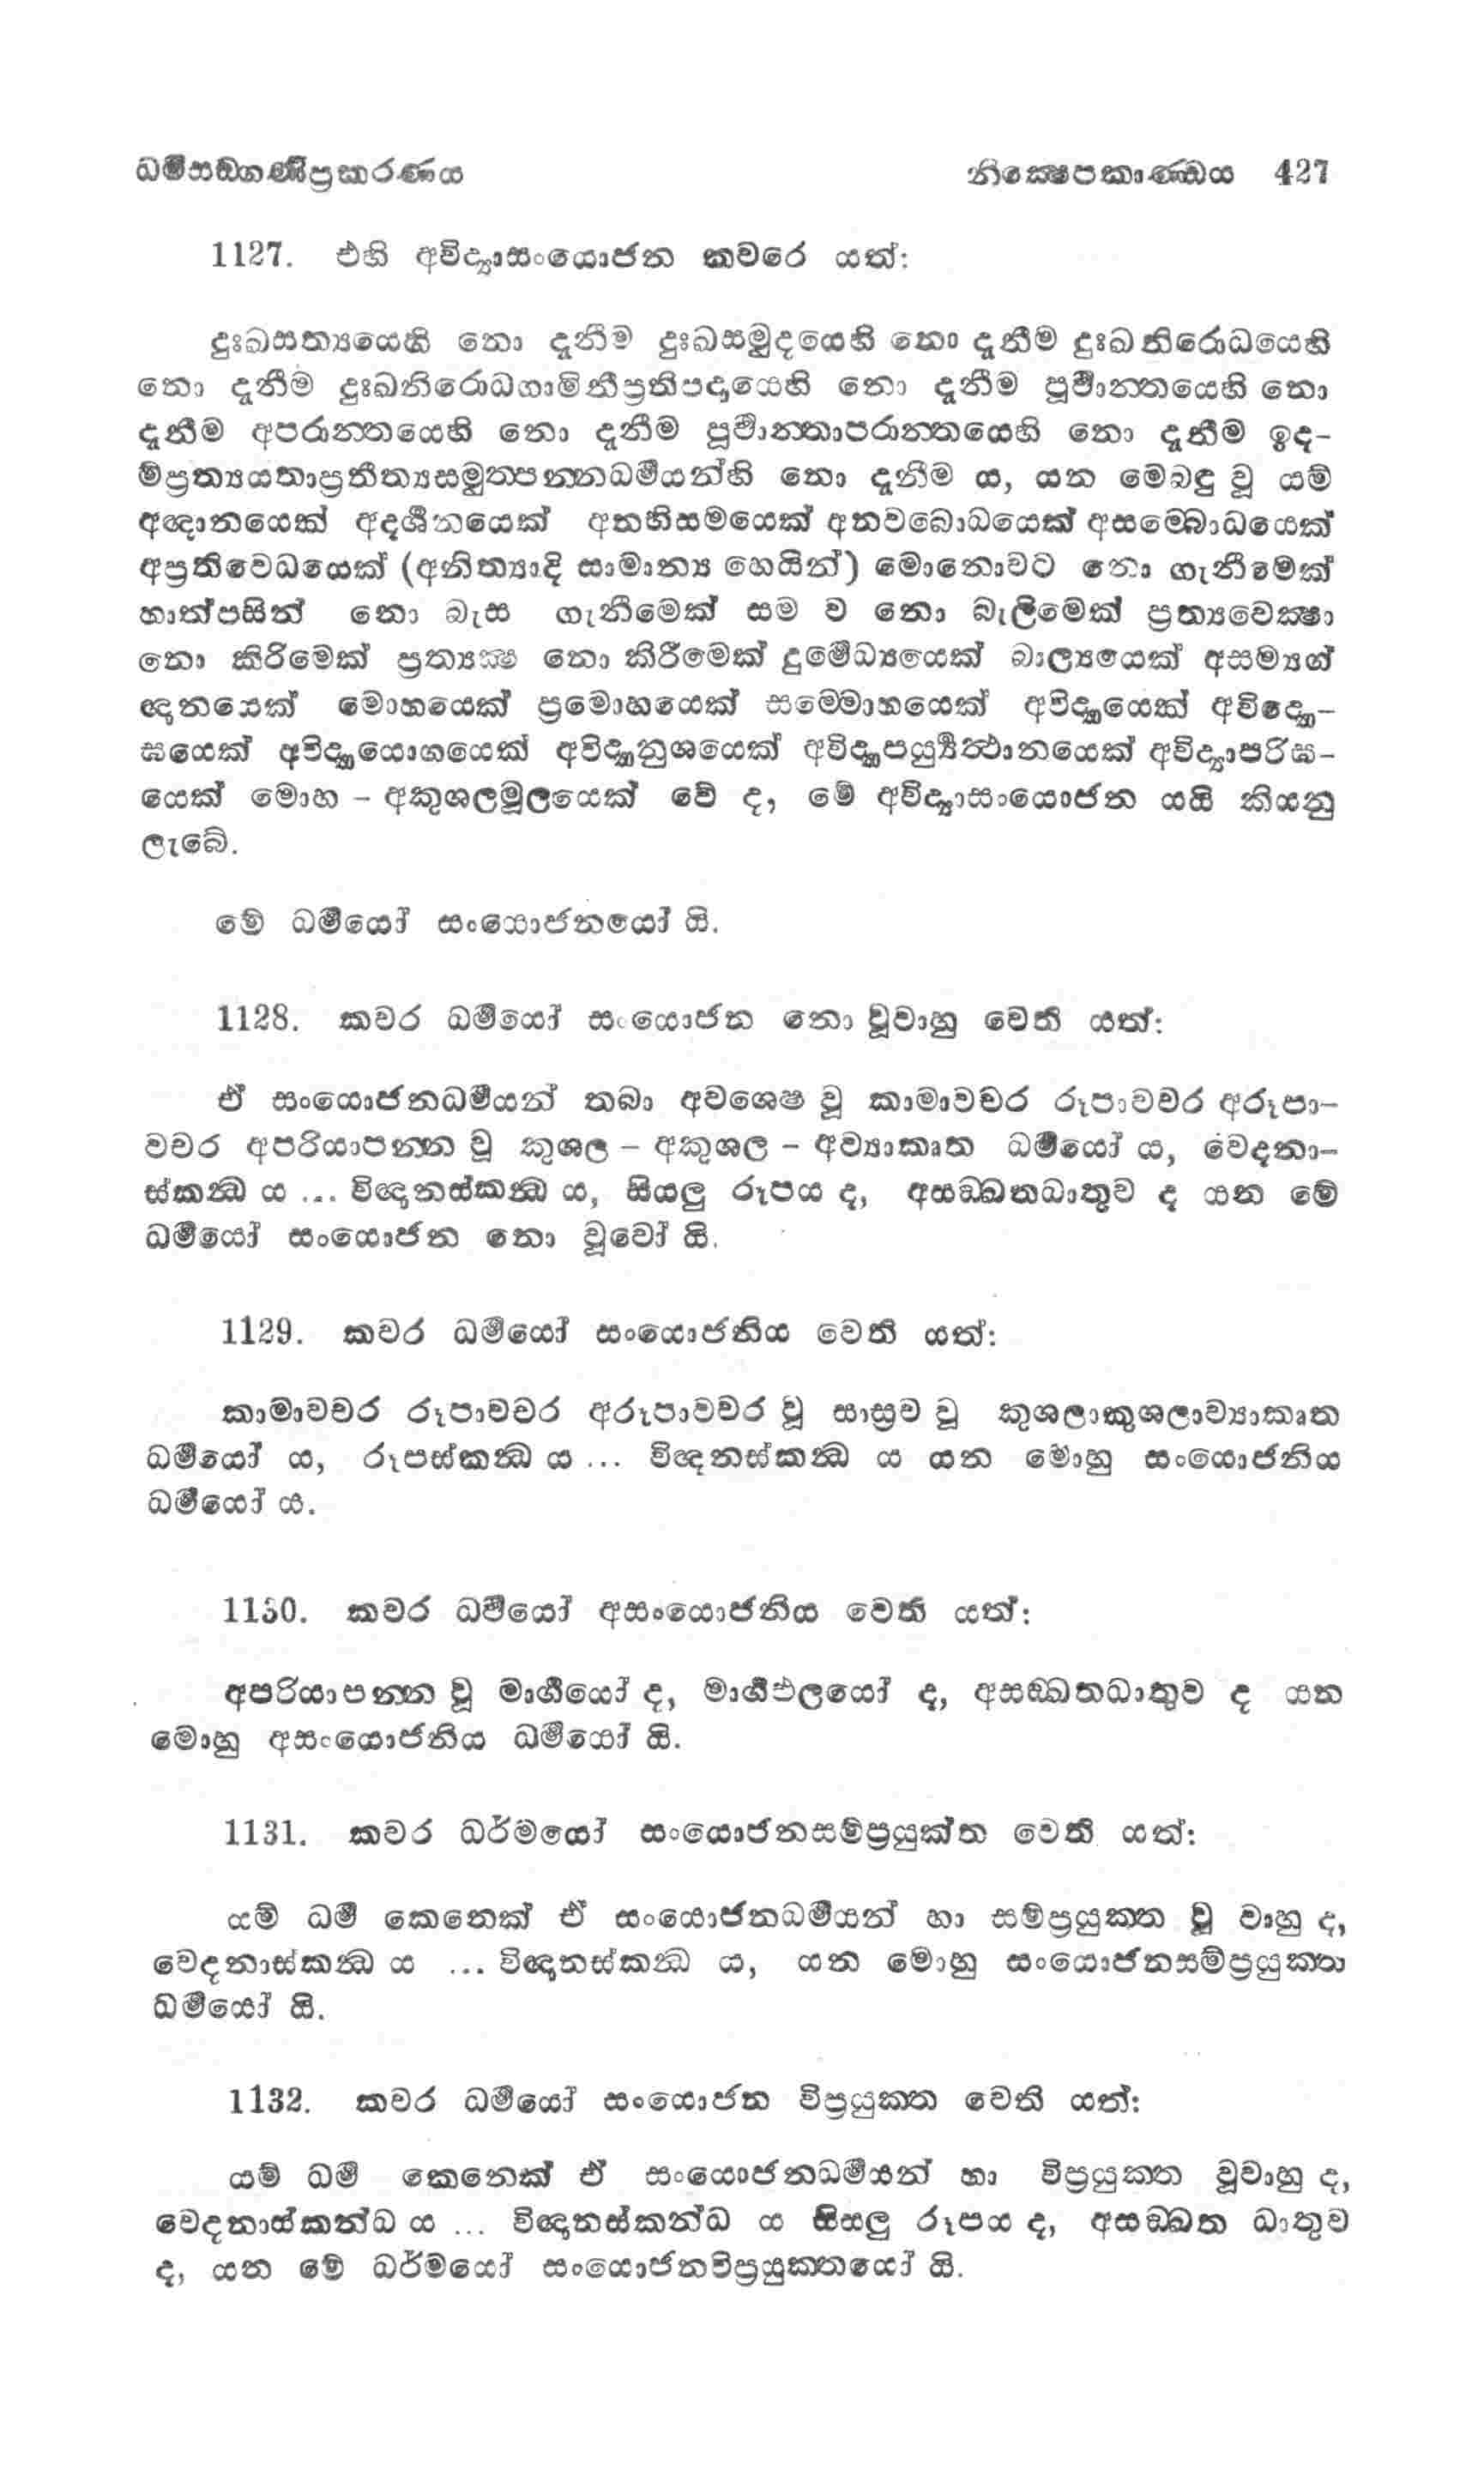 ධර්මසඞ්ගණිප්‍රකරණය නික්ෂෙපකාණ්ඩය 427
1127. එහි අවිද්‍යාසංයොජන කවරේ යත්:
දුඃඛසත්‍යයෙහි නො දැනීම දුඃඛසමුදයෙහි නො දැනීම දුඃඛනිරොධයෙහි
නො දැනීම දුඃඛනිරොධගාමිනීප්‍රතිපදායෙහි නො දැනීම පූර්වාන්තයෙහි නො
දැනීම අපරාන්තයෙහි නො දැනීම පූර්වාන්තාපරාන්තයෙහි නො දැනීම ඉද-
ම්ප්‍රත්‍යයතාප්‍රතීත්‍යසමුත්පන්නධර්මයන්හි නො දැනීම ය, යන මෙබඳු වූ යම්
අඥානයෙක් අදර්ශනයෙක් අනභිසමයෙක් අනවබොධයෙක් අසම්බොධයෙක්
අප්‍රතිවෙධයෙක් (අනිත්‍යාදි සාමාන්‍ය හෙයින්) මොනොවට නො ගැනීමෙක්
හාත්පසින් නො බැස ගැනීමෙක් සම ව නො බැලීමෙක් ප්‍රත්‍යවෙක්ෂා
නො කිරීමෙක් ප්‍රත්‍යක්ෂ නො කිරීමෙක් දුර්මෙධ්‍යයෙක් බාල්‍යයෙක් අසම්‍යග්
ඥානයෙක් මොහයෙක් ප්‍රමොහයෙක් සම්මොහයෙක් අවිද්‍යායෙක් අවිද්‍යො-
ඝයෙක් අවිද්‍යායොගයෙක් අවිද්‍යානුශයෙක් අවිද්‍යාපර්‍ය්‍යුත්ථානයෙක් අවිද්‍යාපරිඝ-
යෙක් මොහ - අකුශලමූලයෙක් වේ ද, මේ අවිද්‍යාසංයොජන යයි කියනු
ලැබේ.
මේ ධර්මයෝ සංයොජනයෝ යි.
1128. කවර ධර්මයෝ සංයොජන නො වූවාහු වෙති යත්:
ඒ සංයොජනධර්මයන් තබා අවශෙෂ වූ කාමාවචර රූපාවචර අරූපා-
වචර අපරියාපන්න වූ කුශල - අකුශල - අව්‍යාකෘත ධර්මයෝ ය, වෙදනා-
ස්කන්ධ ය ... විඥානස්කන්ධ ය, සියලු රූපය ද, අසඞ්ඛතධාතුව ද යන මේ
ධර්මයෝ සංයොජන නො වූවෝ යි.
1129. කවර ධර්මයෝ සංයොජනිය වෙති යත්:
කාමාවචර රූපාවචර අරූපාවචර වූ සාස්‍රව වූ කුශලාකුශලාව්‍යාකෘත
ධර්මයෝ ය, රූපස්කන්ධ ය ... විඥානස්කන්ධ ය යන මොහු සංයොජනිය
ධර්මයෝ ය.
1130. කවර ධර්මයෝ අසංයොජනිය වෙති යත්:
අපරියාපන්න වූ මාර්ගයෝ ද, මාර්ගඵලයෝ ද, අසඞ්ඛතධාතුව ද යන
මොහු අසංයොජනිය ධර්මයෝ යි.
1131. කවර ධර්මයෝ සංයොජනසම්ප්‍රයුක්ත වෙති යත්:
යම් ධර්ම කෙනෙක් ඒ සංයොජනධර්මයන් හා සම්ප්‍රයුක්ත වූ වාහු ද,
වෙදනාස්කන්ධ ය ... විඥානස්කන්ධ ය, යන මොහු සංයොජනසම්ප්‍රයුක්ත
ධර්මයෝ යි.
1132. කවර ධර්මයෝ සංයොජන විප්‍රයුක්ත වෙති යත්:
යම් ධර්ම කෙනෙක් ඒ සංයොජනධර්මයන් හා විප්‍රයුක්ත වූවාහු ද,
වෙදනාස්කන්ධ ය ... විඥානස්කන්ධ ය සියලු රූපය ද, අසඞ්ඛත ධාතුව
ද, යන මේ ධර්මයෝ සංයොජනවිප්‍රයුක්තයෝ යි.